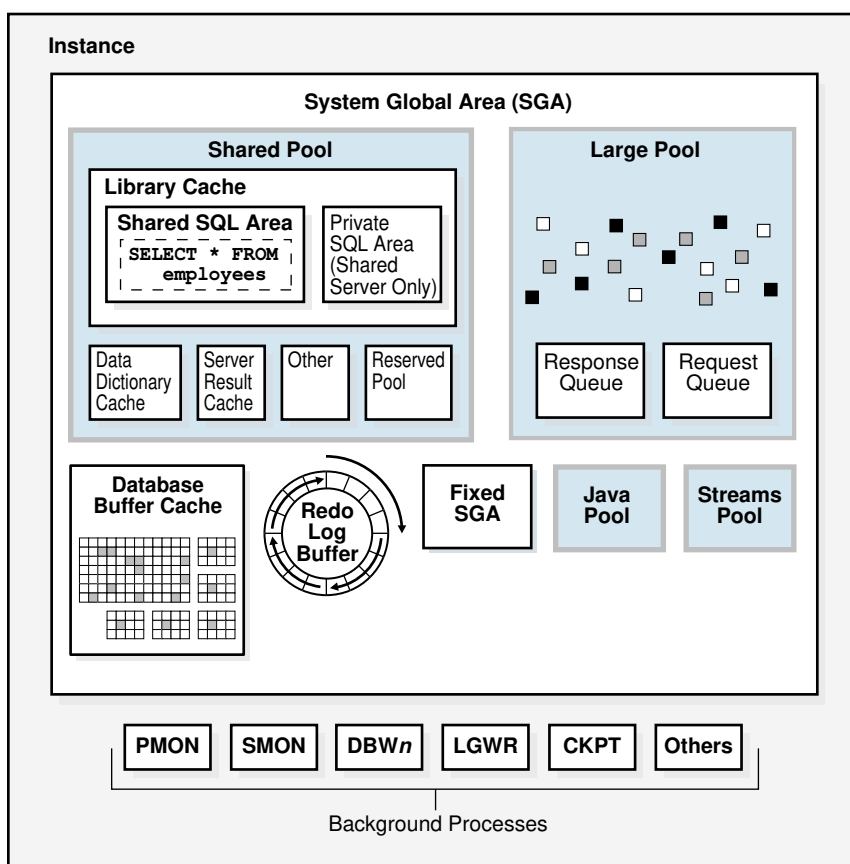 Instance
System Global Area (SGA)
Shared Pool
Library Cache
Shared SQL Area
SELECT * FROM
employees
Private
SQL Area
(Shared
Server Only)
Data
Dictionary
Cache
Server
Result
Cache
Other
Reserved
Pool
Large Pool
Response
Queue
Request
Queue
Database
Buffer Cache
Redo
Log
Buffer
Fixed
SGA
Java
Pool
Streams
Pool
PMON
SMON
DBWn
LGWR
CKPT
Others
Background Processes